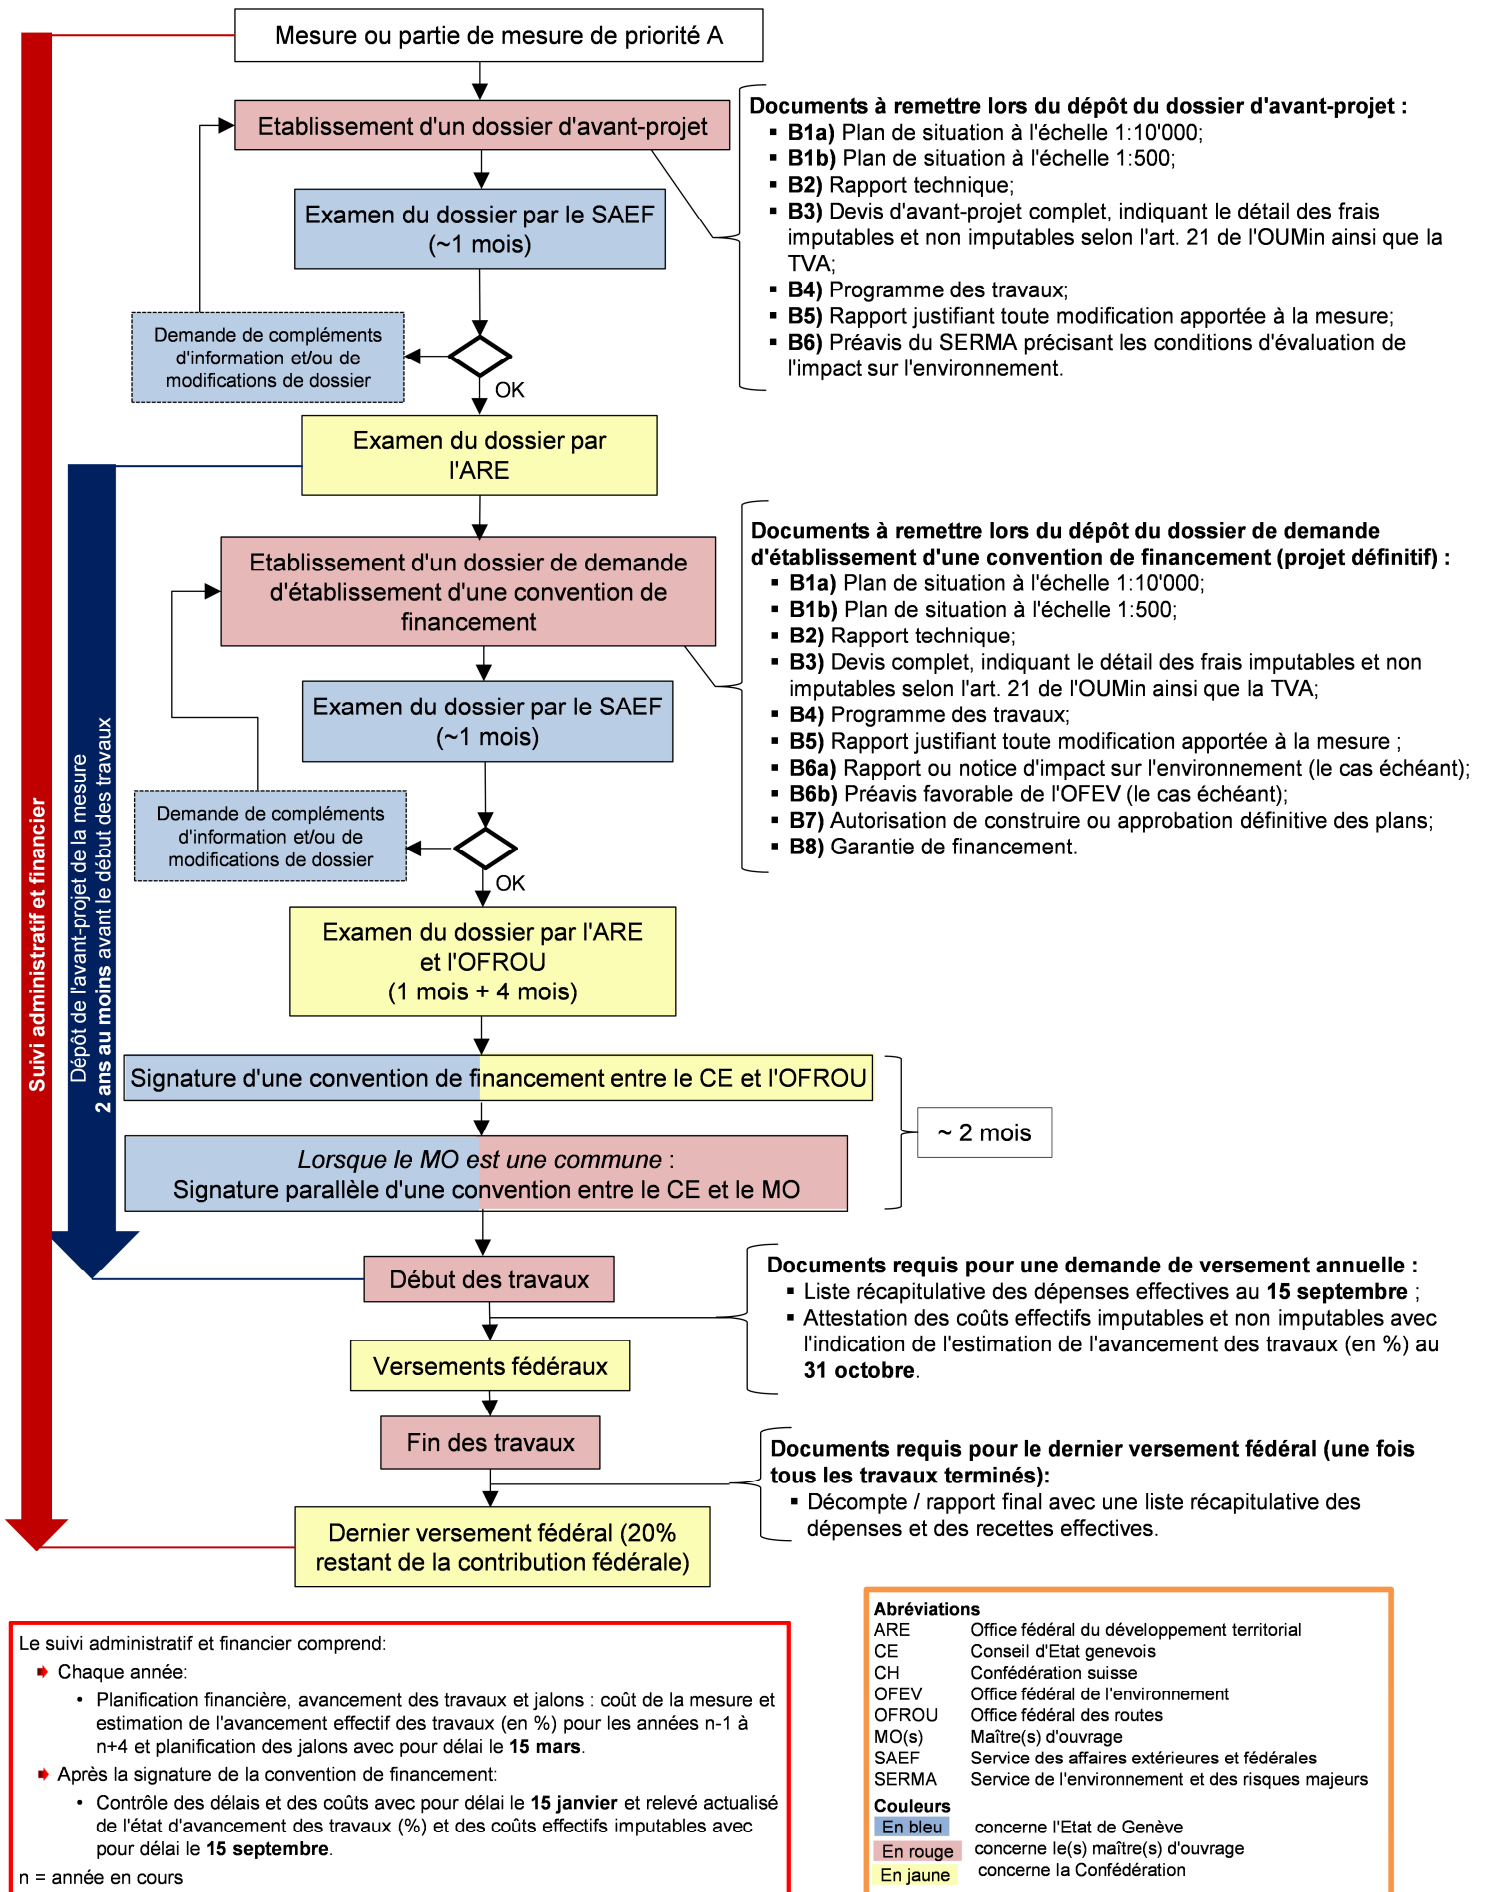 Mesure ou partie de mesure de priorité A
Etablissement d'un dossier d'avant-projet
Documents à remettre lors du dépôt du dossier d'avant-projet :
▪ B1a) Plan de situation à l'échelle 1:10'000;
▪ B1b) Plan de situation à l'échelle 1:500;
▪ B2) Rapport technique;
▪ B3) Devis d'avant-projet complet, indiquant le détail des frais
imputables et non imputables selon l'art. 21 de l'OUMin ainsi que la
TVA;
▪ B4) Programme des travaux;
▪ B5) Rapport justifiant toute modification apportée à la mesure;
▪ B6) Préavis du SERMA précisant les conditions d'évaluation de
l'impact sur l'environnement.
Examen du dossier par le SAEF
(~1 mois)
Demande de compléments
d'information et/ou de
modifications de dossier
OK
Examen du dossier par
l'ARE
Etablissement d'un dossier de demande
d'établissement d'une convention de
financement
Documents à remettre lors du dépôt du dossier de demande
d'établissement d'une convention de financement (projet définitif) :
▪ B1a) Plan de situation à l'échelle 1:10'000;
▪ B1b) Plan de situation à l'échelle 1:500;
▪ B2) Rapport technique;
▪ B3) Devis complet, indiquant le détail des frais imputables et non
imputables selon l'art. 21 de l'OUMin ainsi que la TVA;
▪ B4) Programme des travaux;
▪ B5) Rapport justifiant toute modification apportée à la mesure ;
▪ B6a) Rapport ou notice d'impact sur l'environnement (le cas échéant);
▪ B6b) Préavis favorable de l'OFEV (le cas échéant);
▪ B7) Autorisation de construire ou approbation définitive des plans;
▪ B8) Garantie de financement.
Examen du dossier par le SAEF
(~1 mois)
Demande de compléments
d'information et/ou de
modifications de dossier
OK
Suivi administratif et financier
Dépôt de l'avant-projet de la mesure
2 ans au moins avant le début des travaux
Examen du dossier par l'ARE
et l'OFROU
(1 mois + 4 mois)
Signature d'une convention de financement entre le CE et l'OFROU
Lorsque le MO est une commune :
Signature parallèle d'une convention entre le CE et le MO
~ 2 mois
Début des travaux
Documents requis pour une demande de versement annuelle :
▪ Liste récapitulative des dépenses effectives au 15 septembre ;
▪ Attestation des coûts effectifs imputables et non imputables avec
l'indication de l'estimation de l'avancement des travaux (en %) au
31 octobre.
Versements fédéraux
Fin des travaux
Documents requis pour le dernier versement fédéral (une fois
tous les travaux terminés):
▪ Décompte / rapport final avec une liste récapitulative des
dépenses et des recettes effectives.
Dernier versement fédéral (20%
restant de la contribution fédérale)
Le suivi administratif et financier comprend:
Chaque année:
• Planification financière, avancement des travaux et jalons : coût de la mesure et
estimation de l'avancement effectif des travaux (en %) pour les années n-1 à
n+4 et planification des jalons avec pour délai le 15 mars.
Après la signature de la convention de financement:
• Contrôle des délais et des coûts avec pour délai le 15 janvier et relevé actualisé
de l'état d'avancement des travaux (%) et des coûts effectifs imputables avec
pour délai le 15 septembre.
n = année en cours
Abréviations
ARE Office fédéral du développement territorial
CE Conseil d'Etat genevois
CH Confédération suisse
OFEV Office fédéral de l'environnement
OFROU Office fédéral des routes
MO(s) Maître(s) d'ouvrage
SAEF Service des affaires extérieures et fédérales
SERMA Service de l'environnement et des risques majeurs
Couleurs
En bleu concerne l'Etat de Genève
En rouge concerne le(s) maître(s) d'ouvrage
En jaune concerne la Confédération